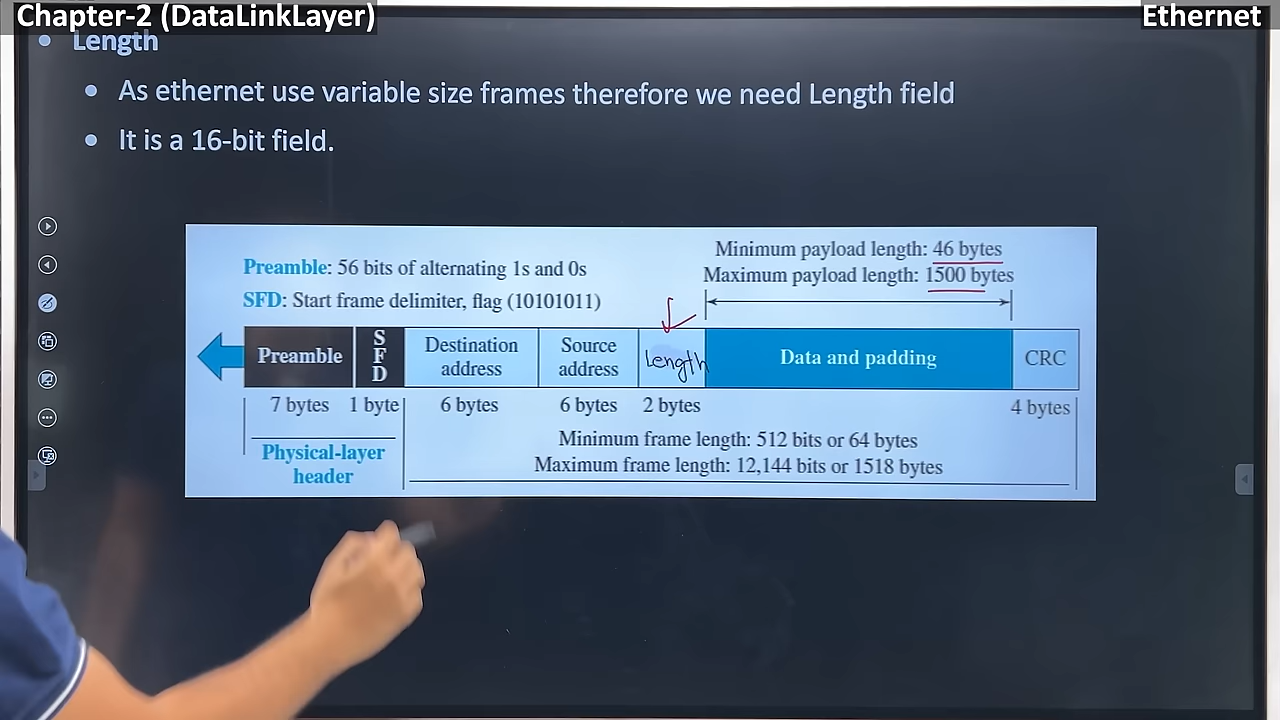 Chapter-2 (DataLinkLayer)
Ethernet
• Length
• As ethernet use variable size frames therefore we need Length field
• It is a 16-bit field.
Minimum payload length: 46 bytes
Maximum payload length: 1500 bytes
Preamble: 56 bits of alternating 1s and 0s
SFD: Start frame delimiter, flag (10101011)
Preamble
S
F
D
Destination
address
Source
address
Length
Data and padding
CRC
7 bytes 1 byte 6 bytes 6 bytes 2 bytes 4 bytes
Physical-layer
header
Minimum frame length: 512 bits or 64 bytes
Maximum frame length: 12,144 bits or 1518 bytes